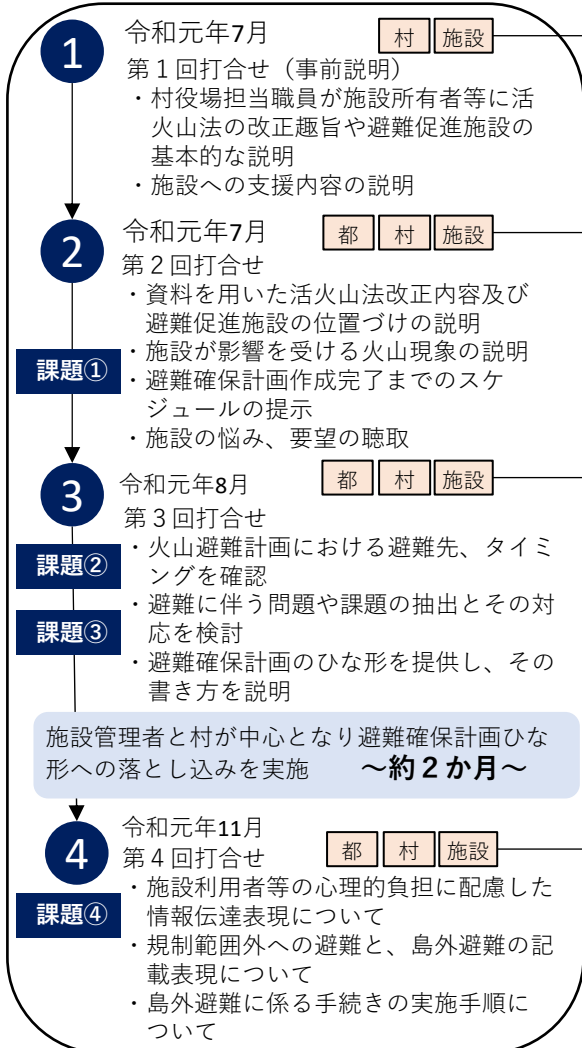 1
令和元年7月
村 施設
第1回打合せ（事前説明）
・村役場担当職員が施設所有者等に活
火山法の改正趣旨や避難促進施設の
基本的な説明
・施設への支援内容の説明
2
令和元年7月
都 村 施設
第2回打合せ
・資料を用いた活火山法改正内容及び
避難促進施設の位置づけの説明
課題①
・施設が影響を受ける火山現象の説明
・避難確保計画作成完了までのスケ
ジュールの提示
・施設の悩み、要望の聴取
3
令和元年8月
都 村 施設
第3回打合せ
課題②
・火山避難計画における避難先、タイミ
ングを確認
課題③
・避難に伴う問題や課題の抽出とその対
応を検討
・避難確保計画のひな形を提供し、その
書き方を説明
施設管理者と村が中心となり避難確保計画ひな
形への落とし込みを実施 ～約２か月～
4
令和元年11月
都 村 施設
第4回打合せ
課題④
・施設利用者等の心理的負担に配慮した
情報伝達表現について
・規制範囲外への避難と、島外避難の記
載表現について
・島外避難に係る手続きの実施手順に
ついて